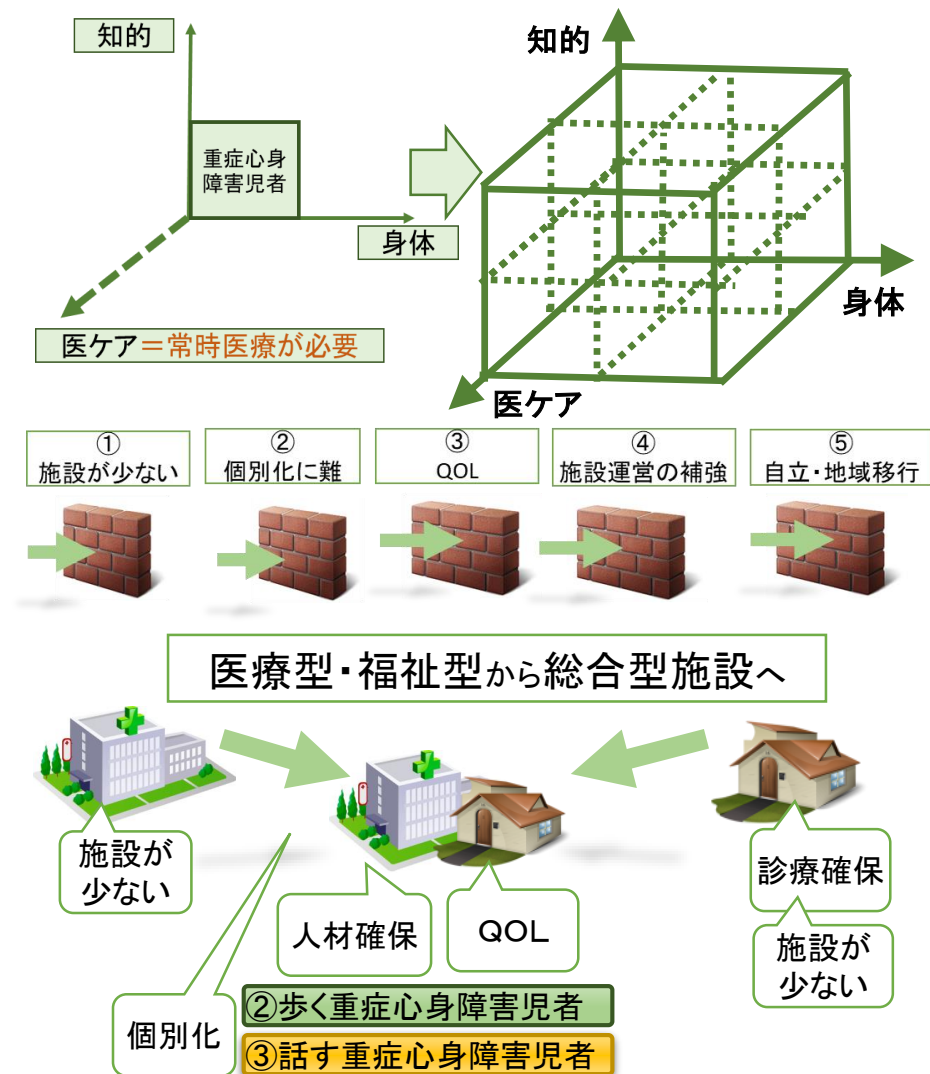 知的
重症心身
障害児者
身体
医ケア＝常時医療が必要
知的
身体
医ケア
①
施設が少ない
②
個別化に難
③
QOL
④
施設運営の補強
⑤
自立・地域移行
医療型・福祉型から総合型施設へ
施設が
少ない
人材確保
QOL
診療確保
施設が
少ない
個別化
②歩く重症心身障害児者
③話す重症心身障害児者